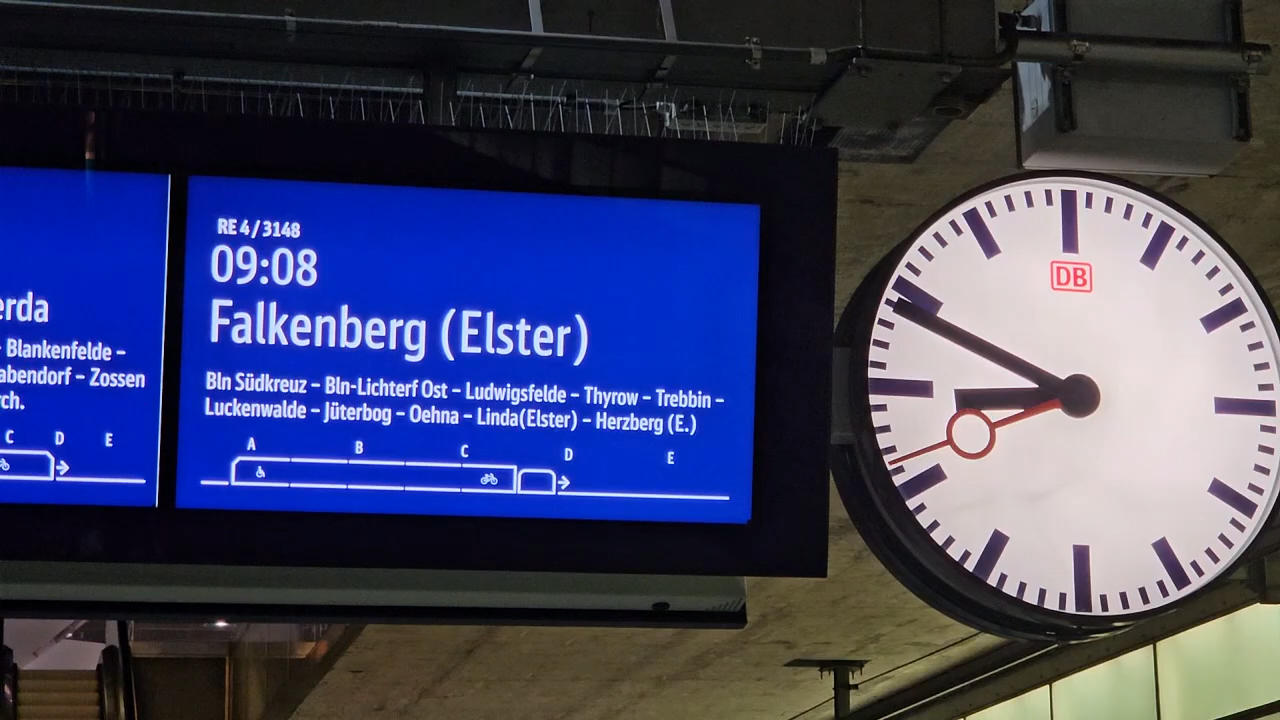 erda
- Blankenfelde –
abendorf – Zossen
rch.
C D E
RE 4 / 3148
09:08
Falkenberg (Elster)
Bln Südkreuz – Bln-Lichterf Ost – Ludwigsfelde – Thyrow – Trebbin –
Luckenwalde – Jüterbog – Oehna – Linda(Elster) – Herzberg (E.)
A B C D E
DB